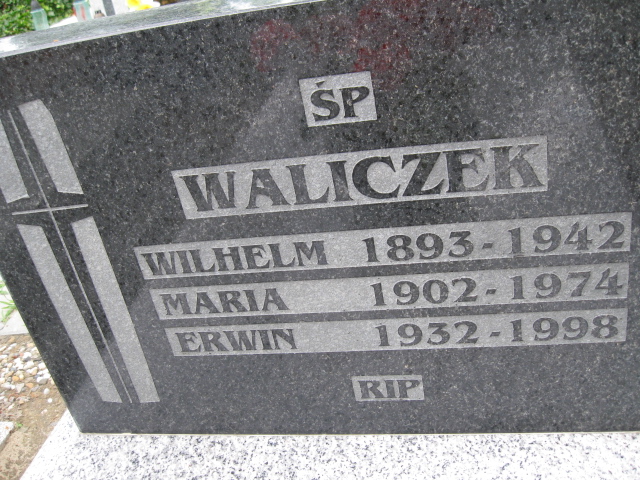 ŚP
WALICZEK
WILHELM 1893-1942
MARIA 1902-1974
ERWIN 1932-1998
RIP